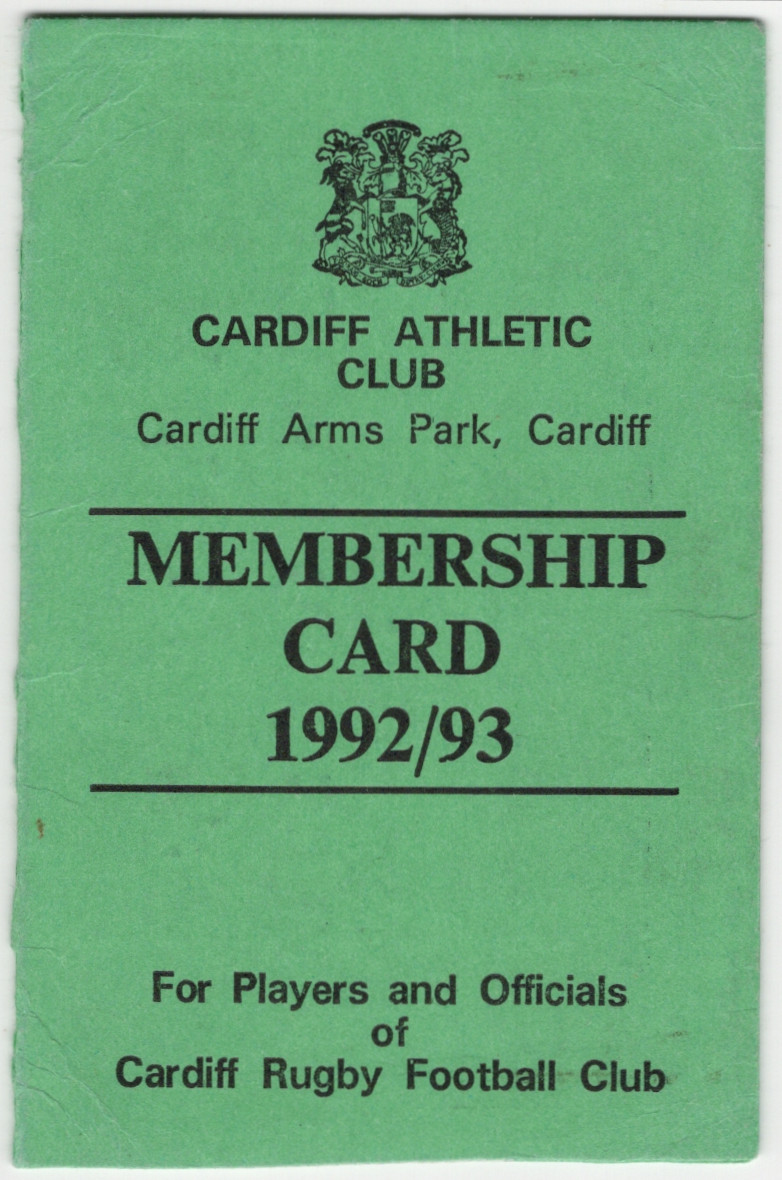 CARDIFF ATHLETIC
CLUB
Cardiff Arms Park, Cardiff
MEMBERSHIP
CARD
1992/93
For Players and Officials
of
Cardiff Rugby Football Club